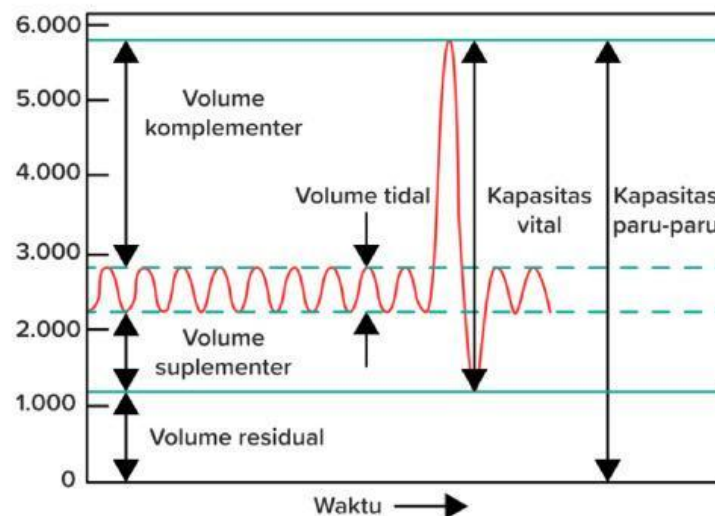 6.000
5.000
4.000
3.000
2.000
1.000
0
Volume
komplementer
Volume tidal
Kapasitas
vital
Kapasitas
paru-paru
Volume
suplementer
Volume residual
Waktu